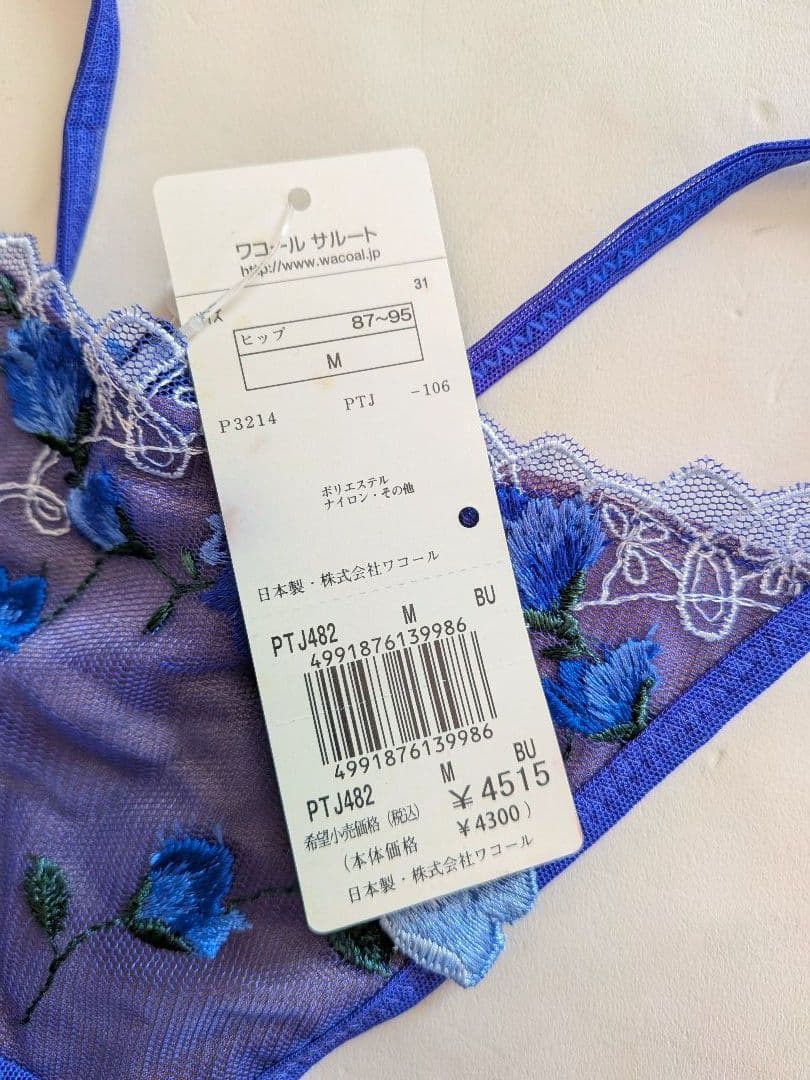 ワコール サルート
http://www.wacoal.jp
31
ヒップ 87〜95
M
P3214 PTJ -106
ポリエステル
ナイロン・その他
日本製・株式会社ワコール
PTJ482 M BU
4991876139986
4991876139986
PTJ482 M BU
希望小売価格(税込) ¥4515
(本体価格 ¥4300)
日本製・株式会社ワコール